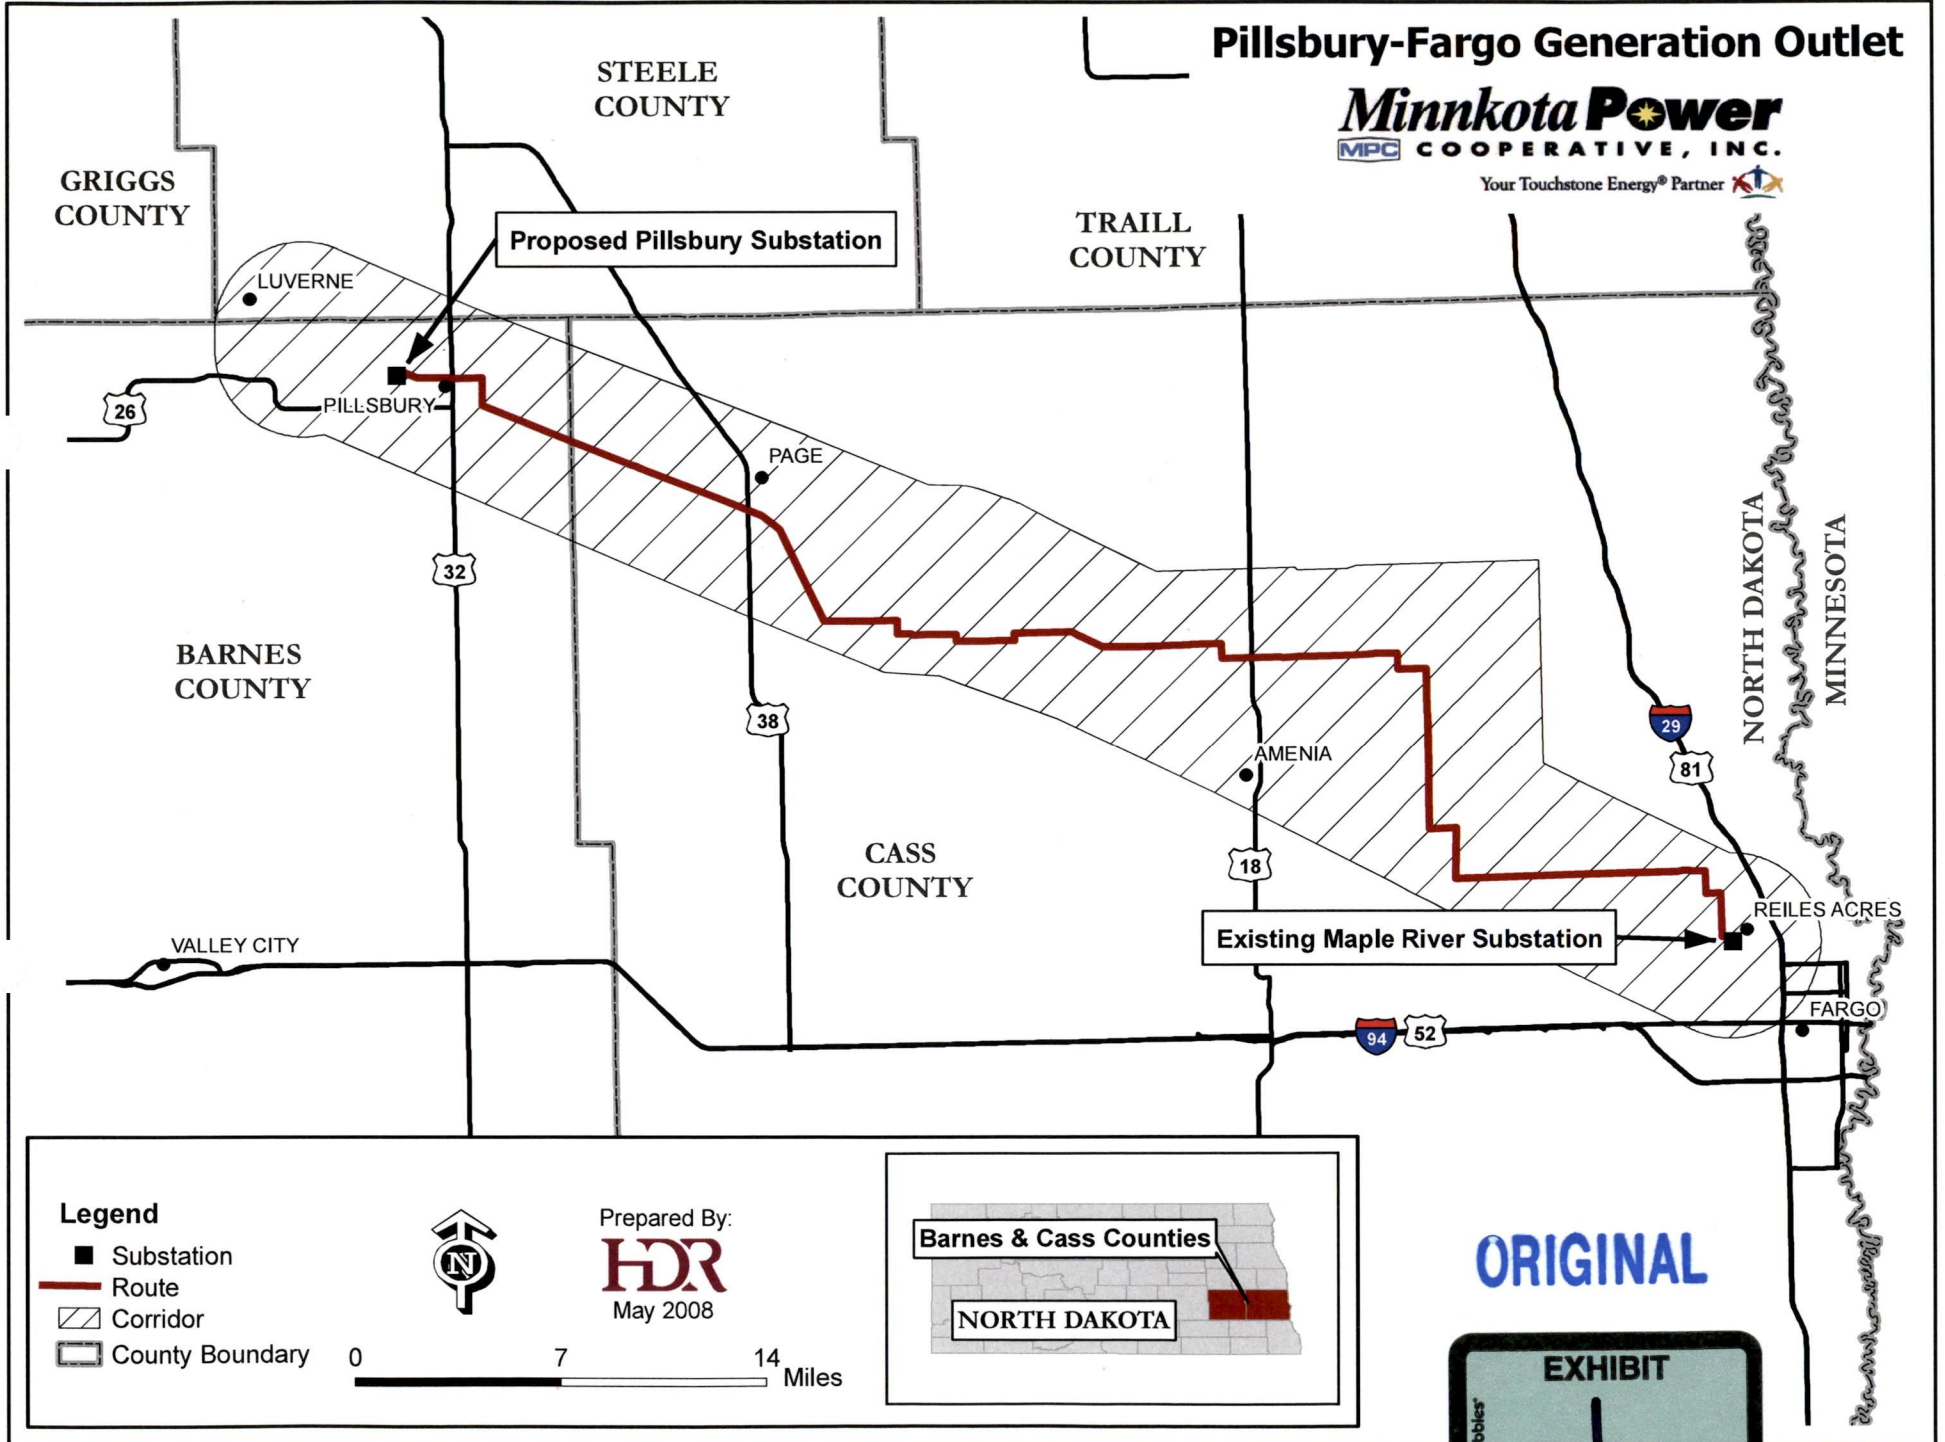 Pillsbury-Fargo Generation Outlet
Minnkota Power
MPC COOPERATIVE, INC.
Your Touchstone Energy® Partner
STEELE
COUNTY
GRIGGS
COUNTY
TRAILL
COUNTY
Proposed Pillsbury Substation
LUVERNE
PILLSBURY
26
PAGE
32
NORTH DAKOTA
MINNESOTA
BARNES
COUNTY
38
29
81
AMENIA
CASS
COUNTY
18
REILES ACRES
Existing Maple River Substation
VALLEY CITY
FARGO
94
52
Legend
Substation
Route
Corridor
County Boundary
N
Prepared By:
HDR
May 2008
0 7 14
Miles
Barnes & Cass Counties
NORTH DAKOTA
ORIGINAL
EXHIBIT